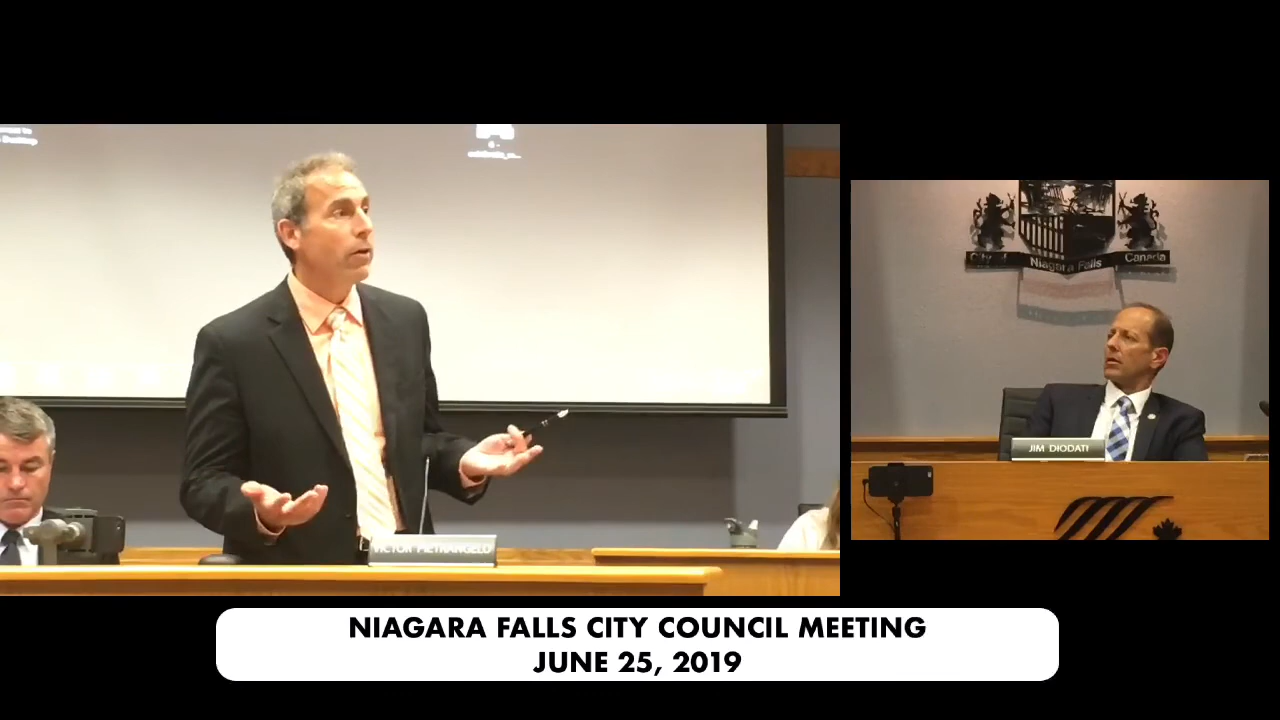 City of Niagara Falls Canada
JIM DIODATI
VICTOR PIETRANGELO
NIAGARA FALLS CITY COUNCIL MEETING
JUNE 25, 2019